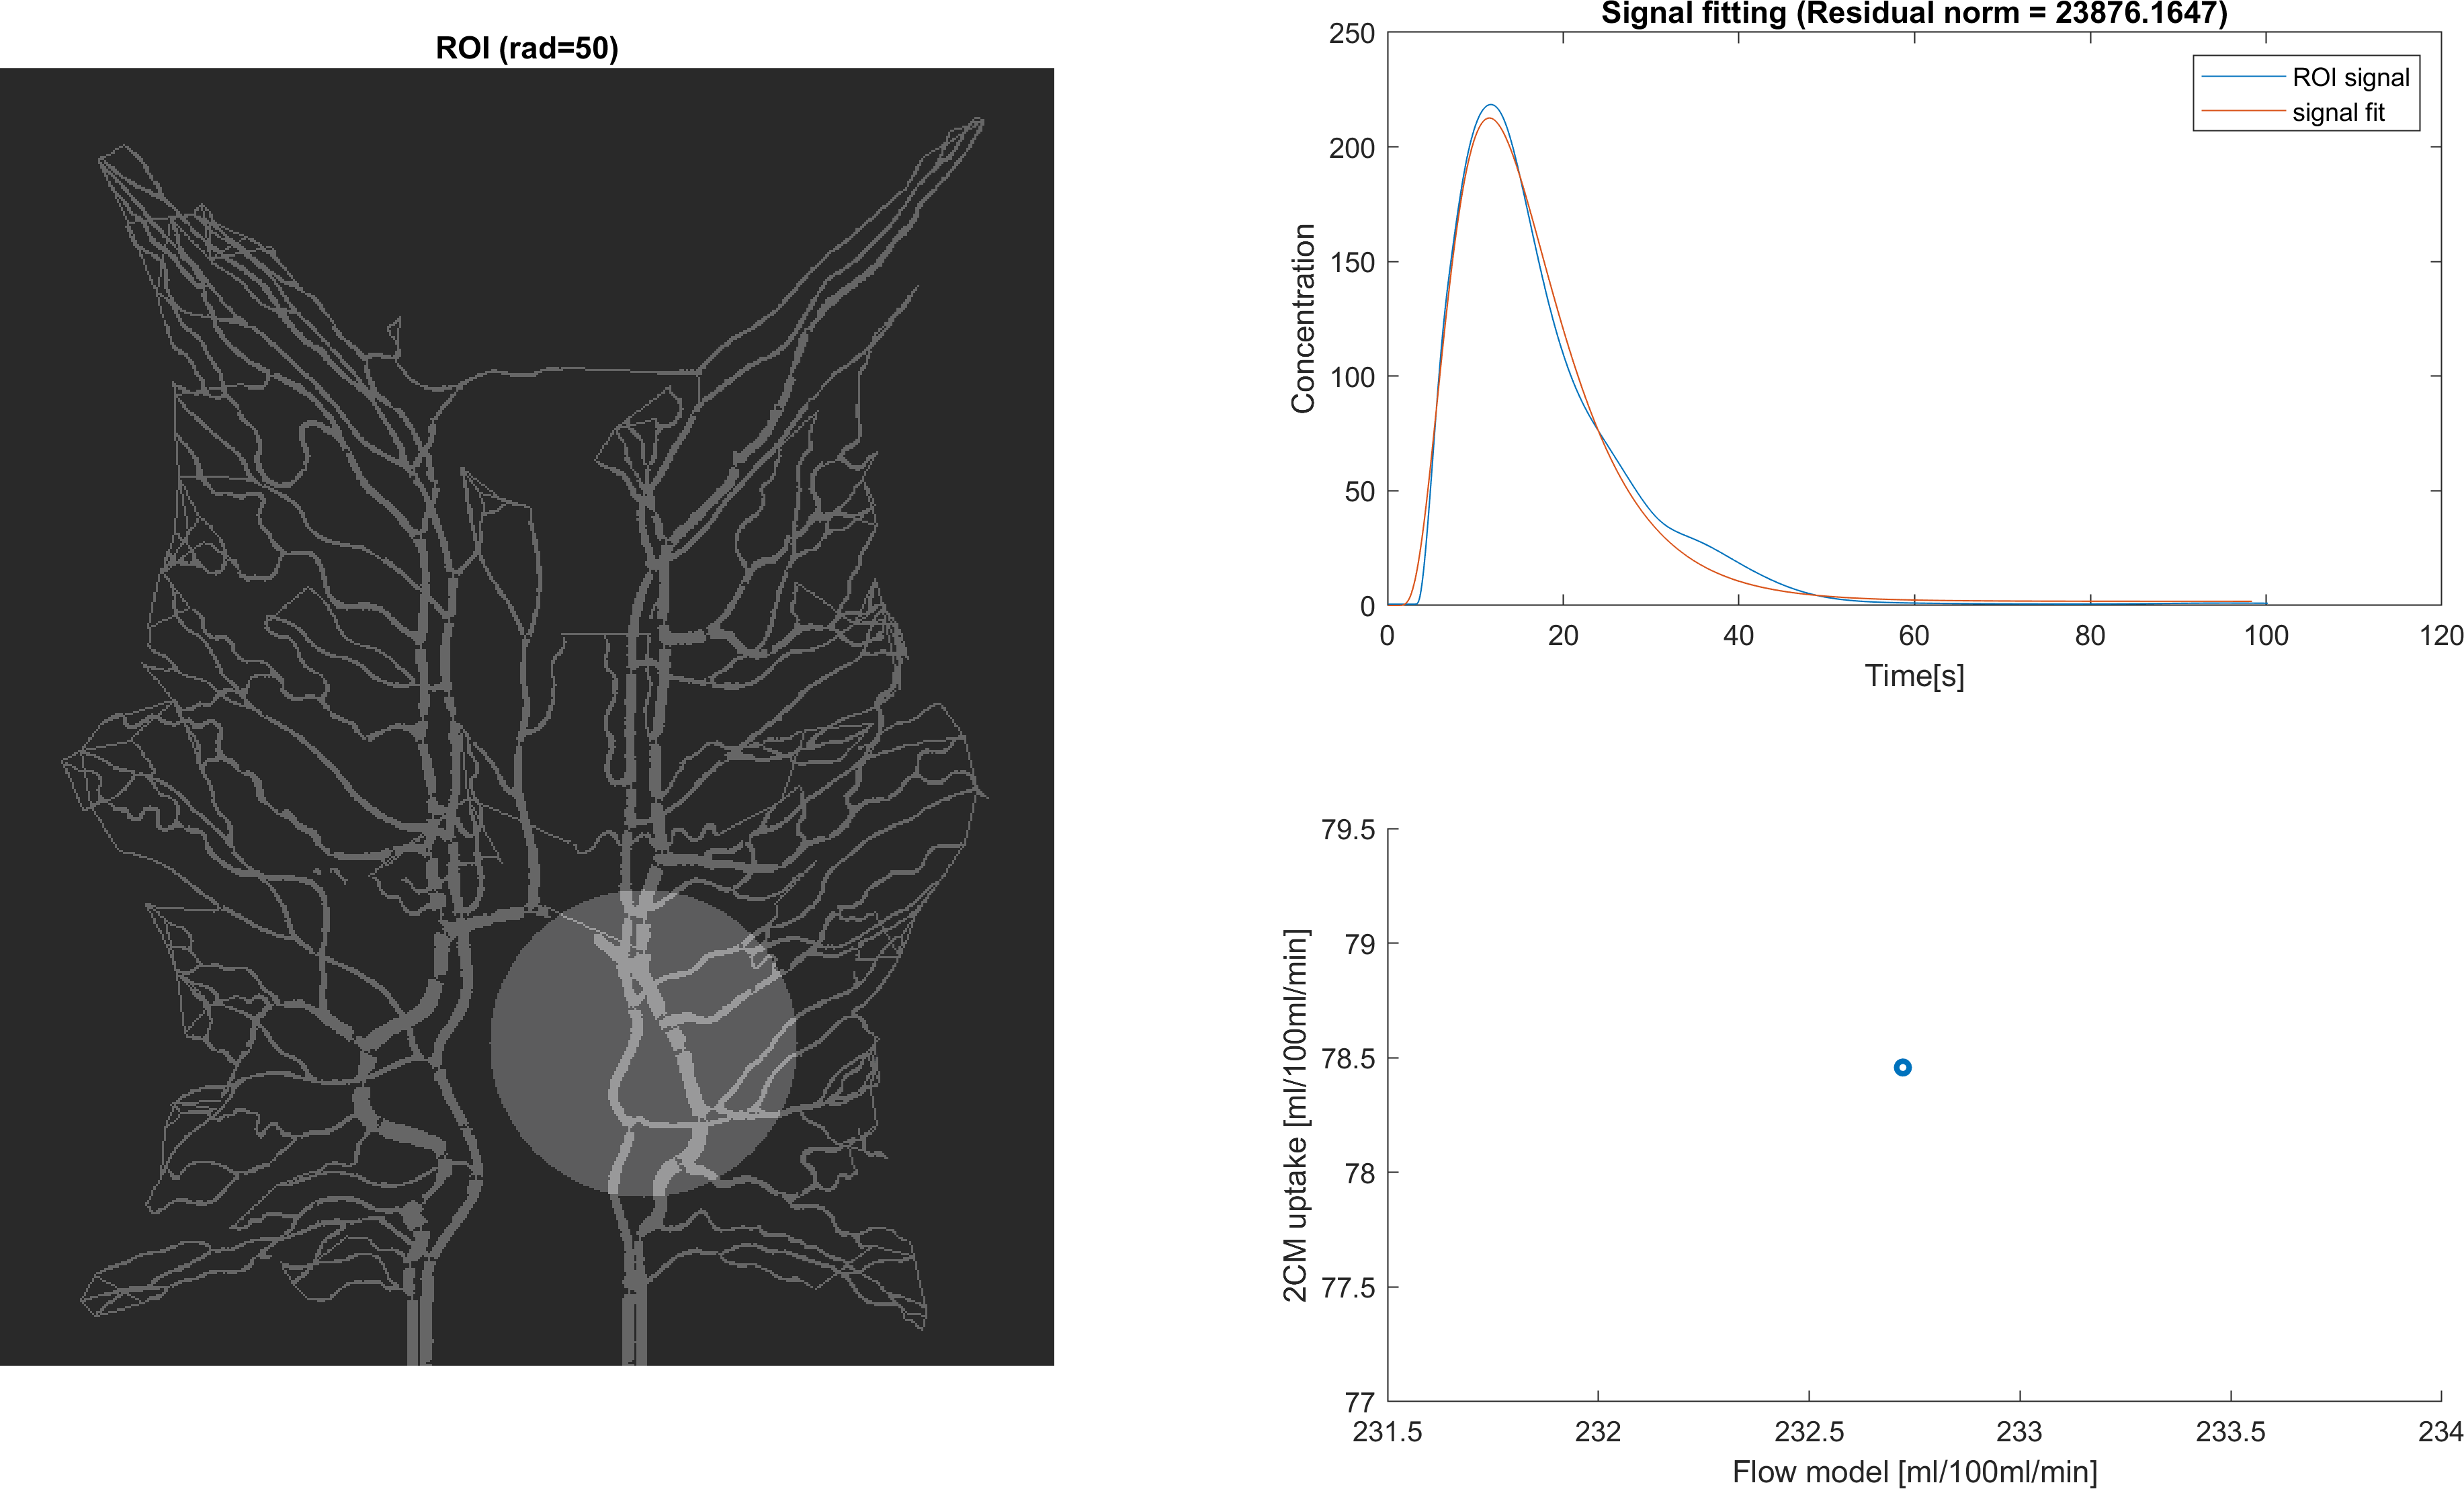 ROI (rad=50)
Signal fitting (Residual norm = 23876.1647)
250
200
150
100
50
0
Concentration
ROI signal
signal fit
0 20 40 60 80 100 120
Time[s]
79.5
79
78.5
78
77.5
77
2CM uptake [ml/100ml/min]
231.5 232 232.5 233 233.5 234
Flow model [ml/100ml/min]